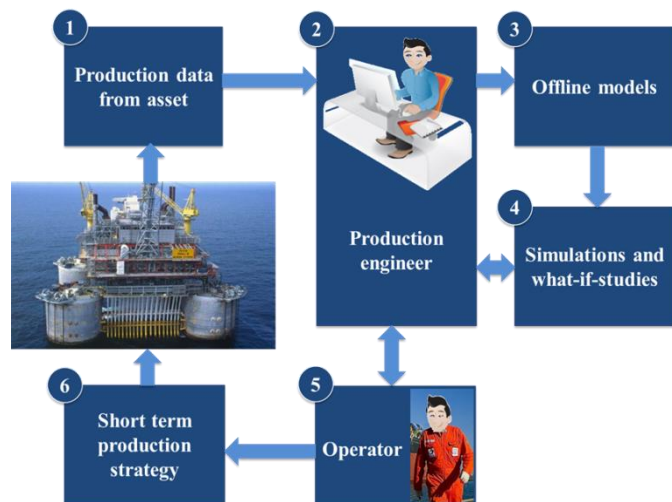 1
Production data
from asset
2
Production
engineer
3
Offline models
4
Simulations and
what-if-studies
5
Operator
6
Short term
production
strategy